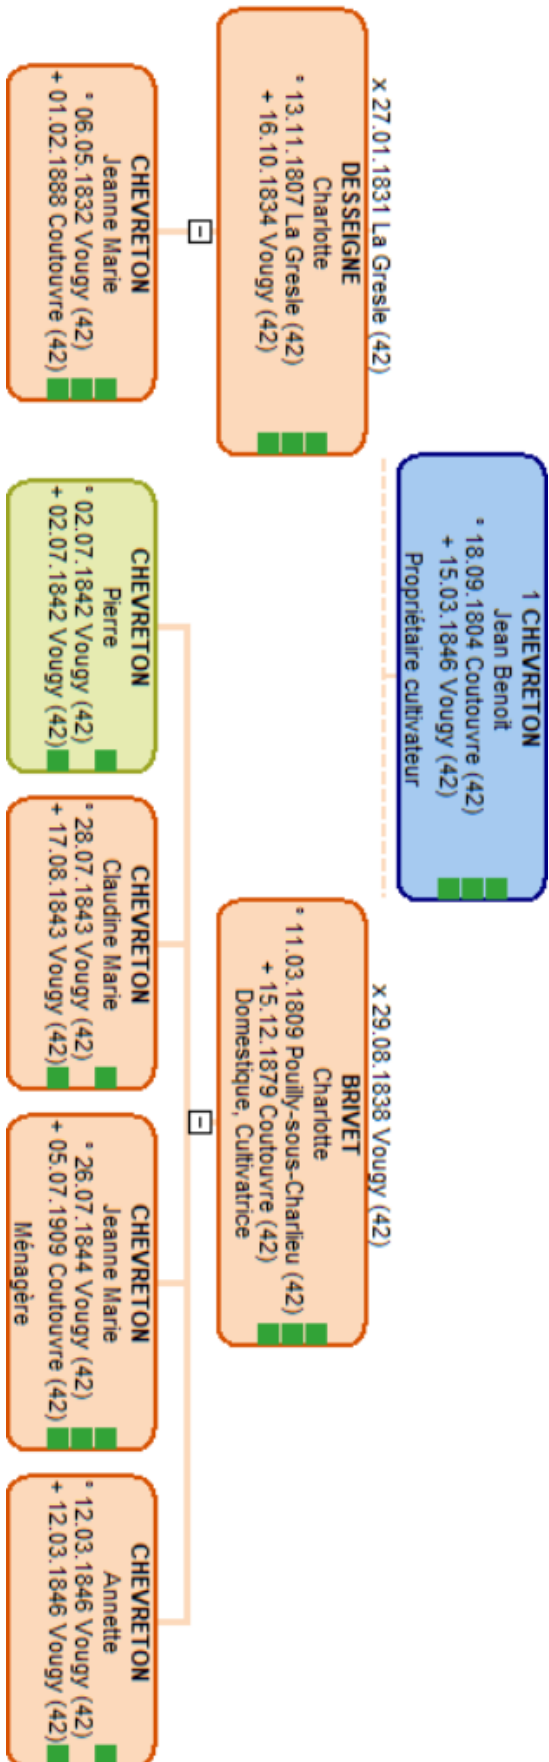 1 CHEVRETON
Jean Benoit
° 18.09.1804 Coutouvre (42)
+ 15.03.1846 Vougy (42)
Propriétaire cultivateur
x 27.01.1831 La Gresle (42)
DESSEIGNE
Charlotte
° 13.11.1807 La Gresle (42)
+ 16.10.1834 Vougy (42)
x 29.08.1838 Vougy (42)
BRIVET
Charlotte
° 11.03.1809 Pouilly-sous-Charlieu (42)
+ 15.12.1879 Coutouvre (42)
Domestique, Cultivatrice
CHEVRETON
Jeanne Marie
° 06.05.1832 Vougy (42)
+ 01.02.1888 Coutouvre (42)
CHEVRETON
Pierre
° 02.07.1842 Vougy (42)
+ 02.07.1842 Vougy (42)
CHEVRETON
Claudine Marie
° 28.07.1843 Vougy (42)
+ 17.08.1843 Vougy (42)
CHEVRETON
Jeanne Marie
° 26.07.1844 Vougy (42)
+ 05.07.1909 Coutouvre (42)
Ménagère
CHEVRETON
Annette
° 12.03.1846 Vougy (42)
+ 12.03.1846 Vougy (42)